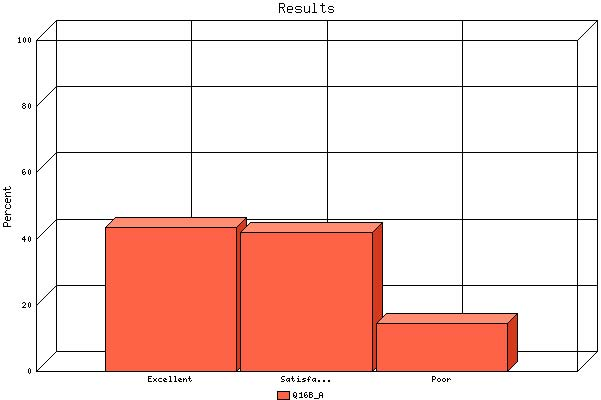 Results
Percent
100
80
60
40
20
0
Excellent Satisfa... Poor
Q16B_A